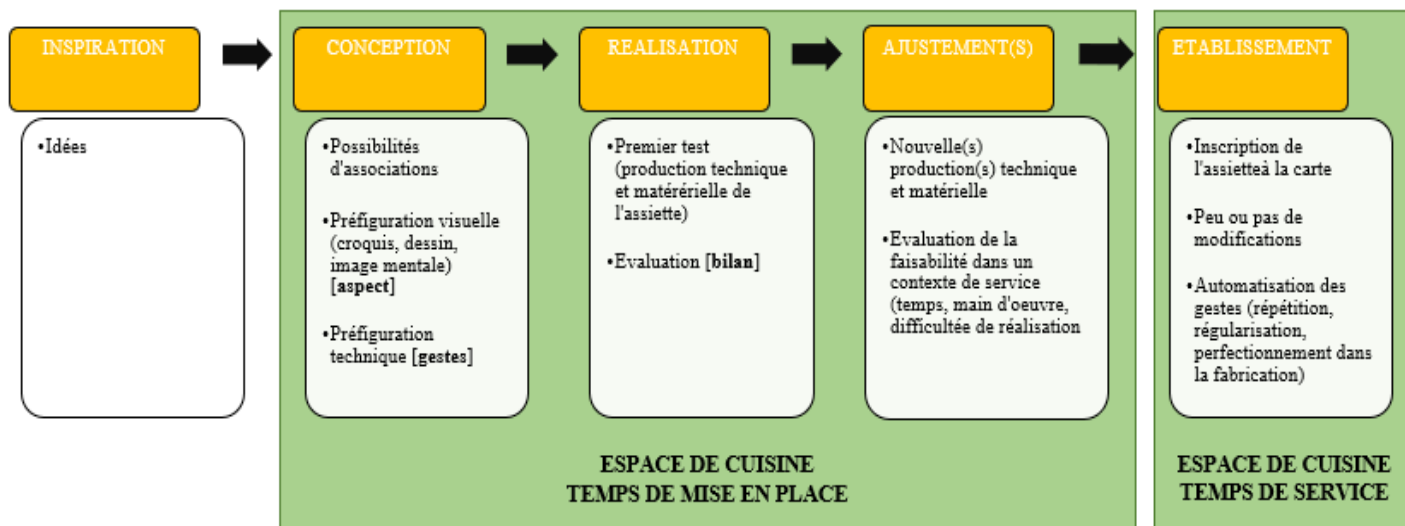 INSPIRATION
•Idées
CONCEPTION
•Possibilités
d'associations
•Préfiguration visuelle
(croquis, dessin,
image mentale)
[aspect]
•Préfiguration
technique [gestes]
REALISATION
•Premier test
(production technique
et matérérielle de
l'assiette)
•Evaluation [bilan]
AJUSTEMENT(S)
•Nouvelle(s)
production(s) technique
et matérielle
•Evaluation de la
faisabilité dans un
contexte de service
(temps, main d'oeuvre,
difficultée de réalisation
ESPACE DE CUISINE
TEMPS DE MISE EN PLACE
ETABLISSEMENT
•Inscription de
l'assietteà la carte
•Peu ou pas de
modifications
•Automatisation des
gestes (répétition,
régularisation,
perfectionnement dans
la fabrication)
ESPACE DE CUISINE
TEMPS DE SERVICE